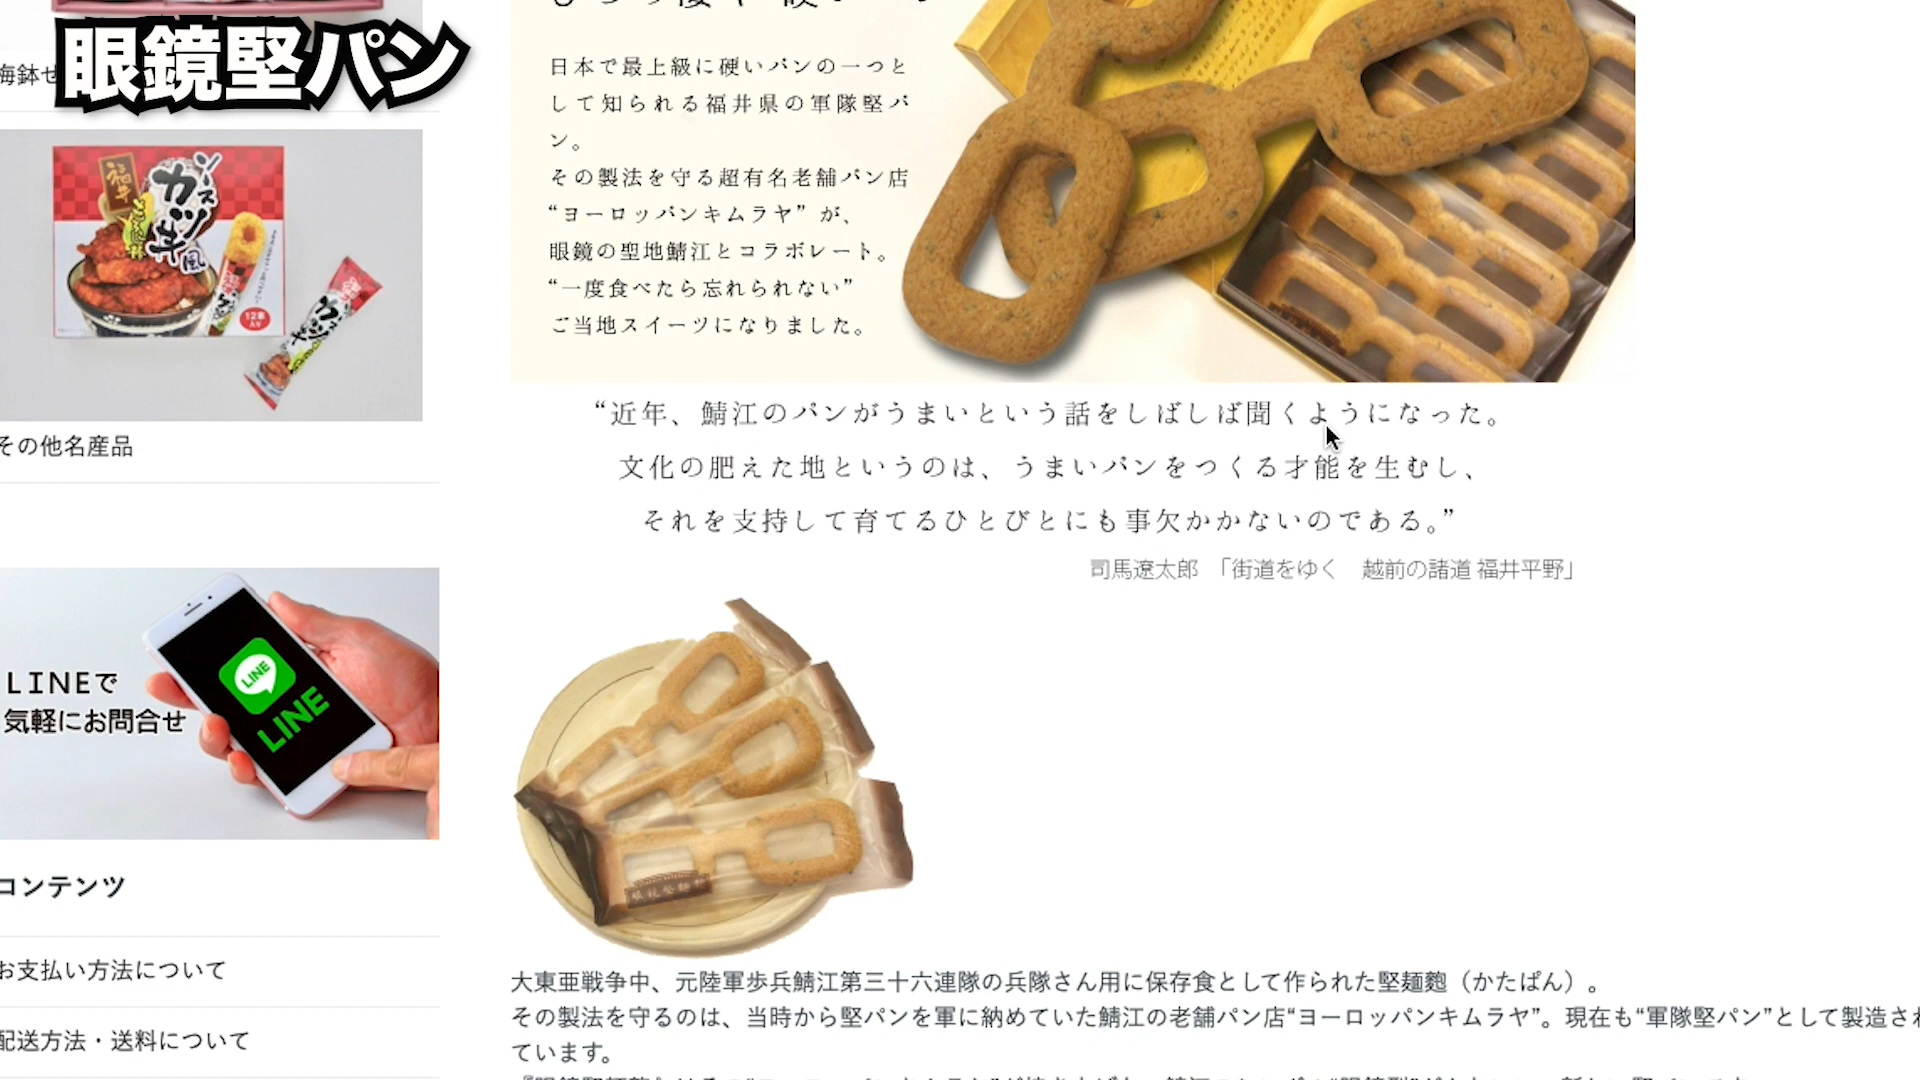 眼鏡堅パン
日本で最上級に硬いパンの一つと
して知られる福井県の軍隊堅パ
ン。
その製法を守る超有名老舗パン店
“ヨーロッパンキムラヤ” が、
眼鏡の聖地鯖江とコラボレート。
“一度食べたら忘れられない”
ご当地スイーツになりました。
福井
ソース
カツ丼
風
12本
入り
その他名産品
“近年、鯖江のパンがうまいという話をしばしば聞くようになった。
文化の肥えた地というのは、うまいパンをつくる才能を生むし、
それを支持して育てるひとびとにも事欠かかないのである。”
司馬遼太郎 「街道をゆく 越前の諸道 福井平野」
LINEで
気軽にお問合せ
LINE
LINE
コンテンツ
お支払い方法について
配送方法・送料について
大東亜戦争中、元陸軍歩兵鯖江第三十六連隊の兵隊さん用に保存食として作られた堅麺麭（かたぱん）。
その製法を守るのは、当時から堅パンを軍に納めていた鯖江の老舗パン店“ヨーロッパンキムラヤ”。現在も“軍隊堅パン”として製造され
ています。